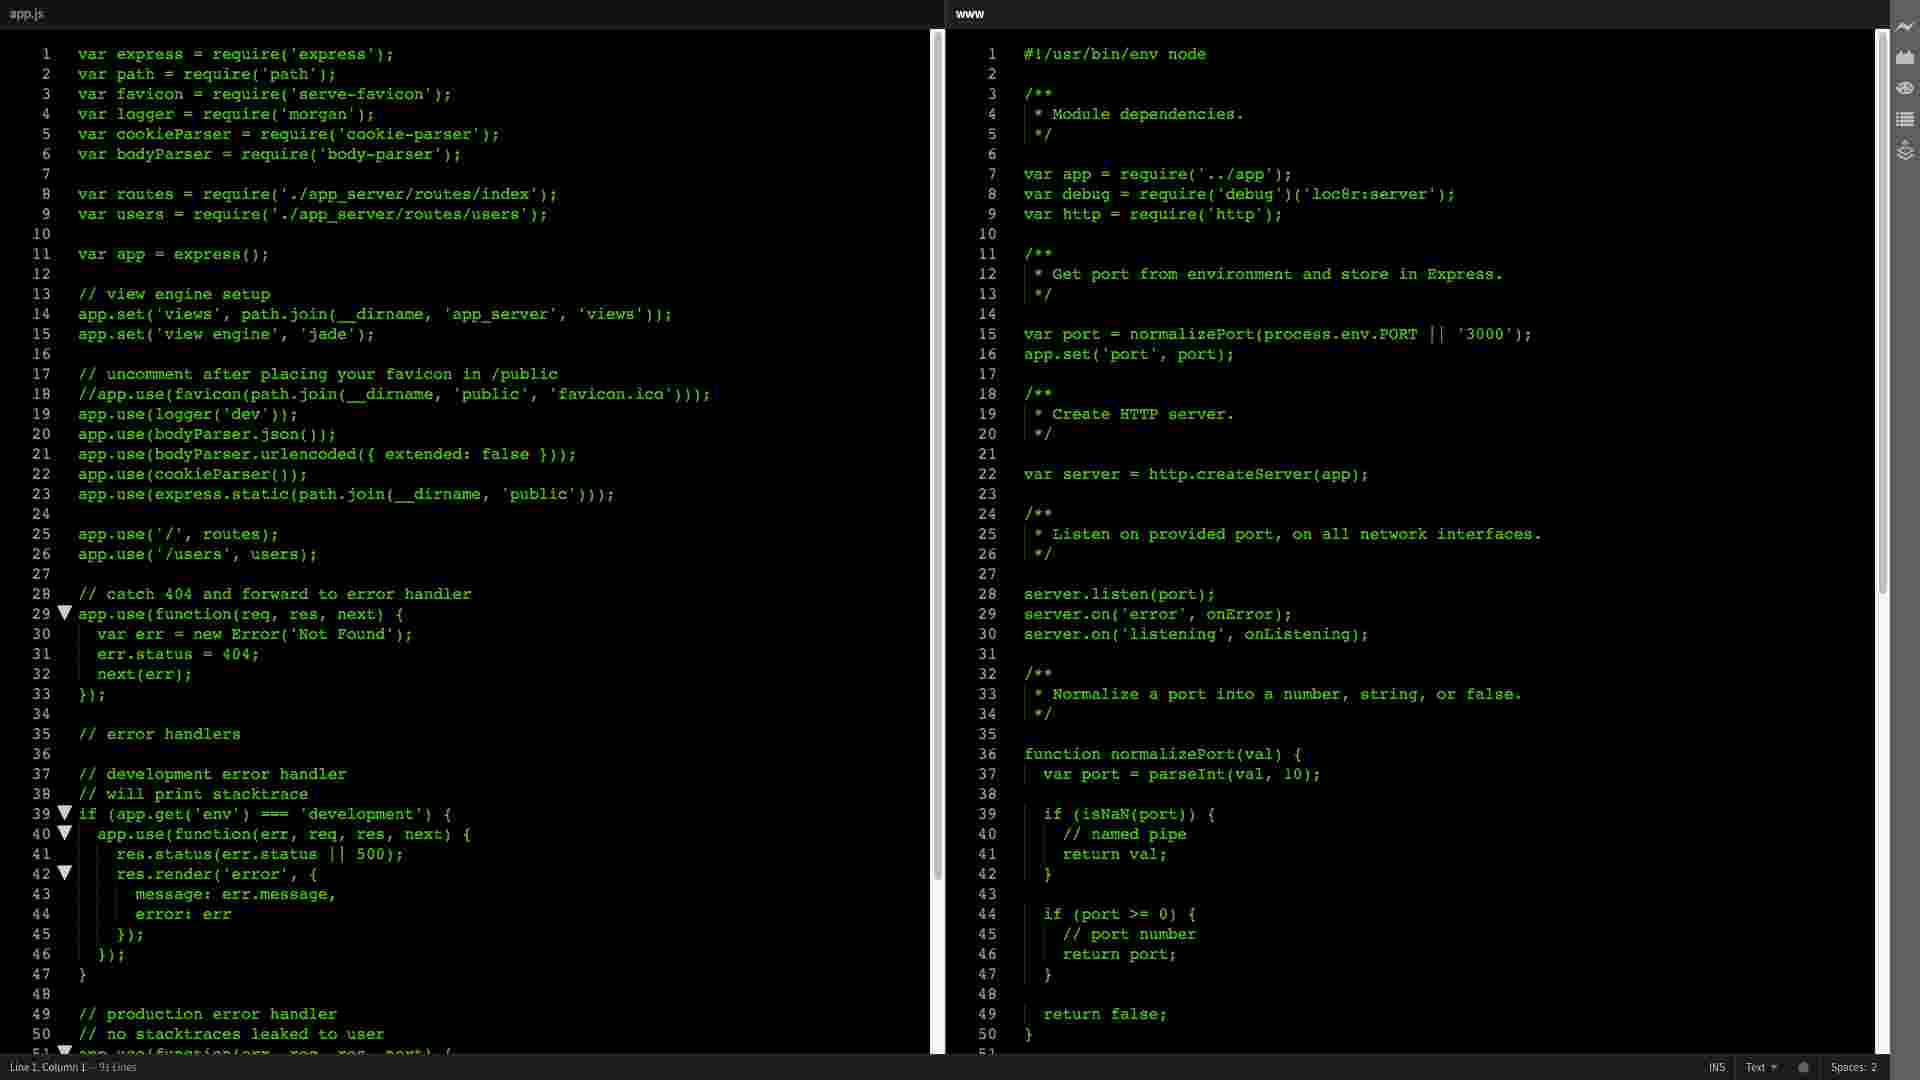 app.js
1 var express = require('express');
2 var path = require('path');
3 var favicon = require('serve-favicon');
4 var logger = require('morgan');
5 var cookieParser = require('cookie-parser');
6 var bodyParser = require('body-parser');
7
8 var routes = require('./app_server/routes/index');
9 var users = require('./app_server/routes/users');
10
11 var app = express();
12
13 // view engine setup
14 app.set('views', path.join(__dirname, 'app_server', 'views'));
15 app.set('view engine', 'jade');
16
17 // uncomment after placing your favicon in /public
18 //app.use(favicon(path.join(__dirname, 'public', 'favicon.ico')));
19 app.use(logger('dev'));
20 app.use(bodyParser.json());
21 app.use(bodyParser.urlencoded({ extended: false }));
22 app.use(cookieParser());
23 app.use(express.static(path.join(__dirname, 'public')));
24
25 app.use('/', routes);
26 app.use('/users', users);
27
28 // catch 404 and forward to error handler
29 app.use(function(req, res, next) {
30   var err = new Error('Not Found');
31   err.status = 404;
32   next(err);
33 });
34
35 // error handlers
36
37 // development error handler
38 // will print stacktrace
39 if (app.get('env') === 'development') {
40   app.use(function(err, req, res, next) {
41     res.status(err.status || 500);
42     res.render('error', {
43       message: err.message,
44       error: err
45     });
46   });
47 }
48
49 // production error handler
50 // no stacktraces leaked to user
51 app.use(function(err, req, res, next) {
www
1 #!/usr/bin/env node
2
3 /**
4  * Module dependencies.
5  */
6
7 var app = require('../app');
8 var debug = require('debug')('loc8r:server');
9 var http = require('http');
10
11 /**
12  * Get port from environment and store in Express.
13  */
14
15 var port = normalizePort(process.env.PORT || '3000');
16 app.set('port', port);
17
18 /**
19  * Create HTTP server.
20  */
21
22 var server = http.createServer(app);
23
24 /**
25  * Listen on provided port, on all network interfaces.
26  */
27
28 server.listen(port);
29 server.on('error', onError);
30 server.on('listening', onListening);
31
32 /**
33  * Normalize a port into a number, string, or false.
34  */
35
36 function normalizePort(val) {
37   var port = parseInt(val, 10);
38
39   if (isNaN(port)) {
40     // named pipe
41     return val;
42   }
43
44   if (port >= 0) {
45     // port number
46     return port;
47   }
48
49   return false;
50 }
51
Line 1, Column 1 — 91 Lines
INS
Text
Spaces: 2